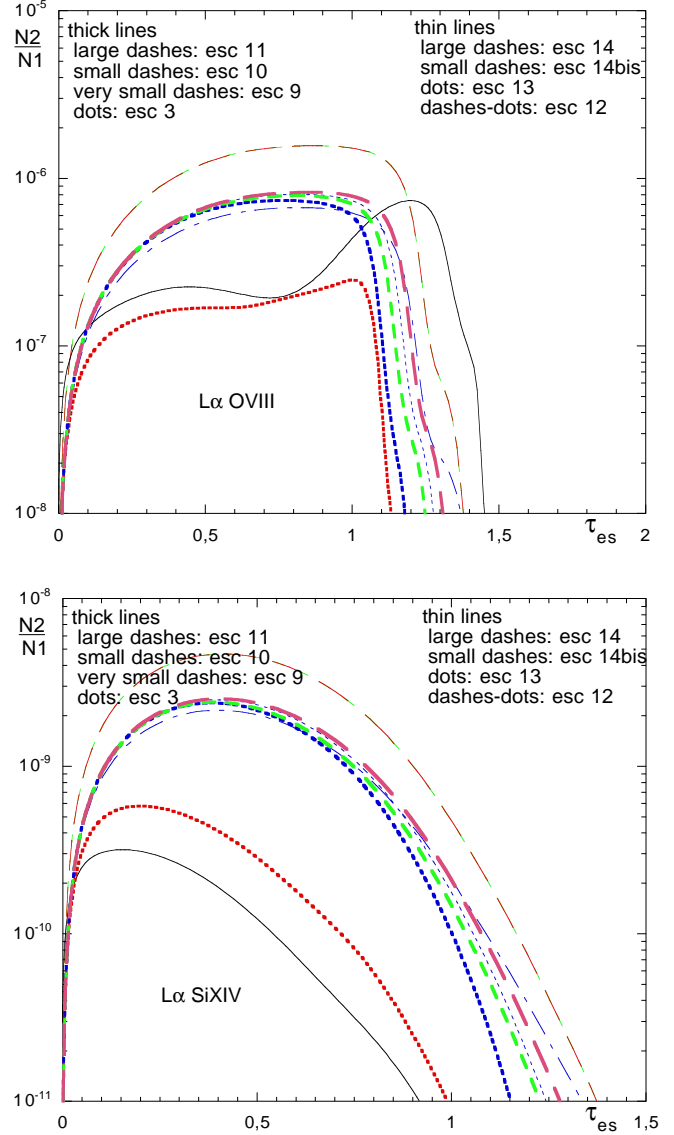 10^-5
N2
N1
thick lines
large dashes: esc 11
small dashes: esc 10
very small dashes: esc 9
dots: esc 3
thin lines
large dashes: esc 14
small dashes: esc 14bis
dots: esc 13
dashes-dots: esc 12
10^-6
10^-7
Lα OVIII
10^-8
0
0,5
1
1,5
2
τes
10^-8
N2
N1
thick lines
large dashes: esc 11
small dashes: esc 10
very small dashes: esc 9
dots: esc 3
thin lines
large dashes: esc 14
small dashes: esc 14bis
dots: esc 13
dashes-dots: esc 12
10^-9
10^-10
Lα SiXIV
10^-11
0
0,5
1
1,5
τes